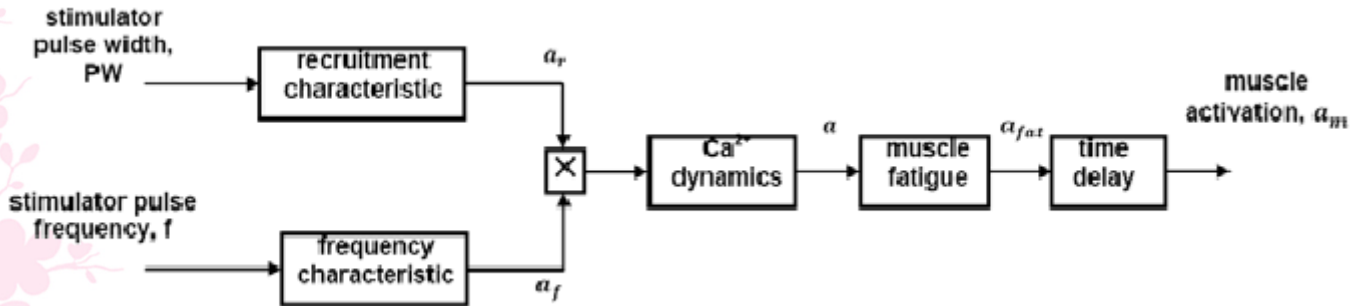 stimulator
pulse width,
PW
recruitment
characteristic
a_r
×
stimulator pulse
frequency, f
frequency
characteristic
a_f
Ca²⁺
dynamics
a
muscle
fatigue
a_fat
time
delay
muscle
activation, a_m